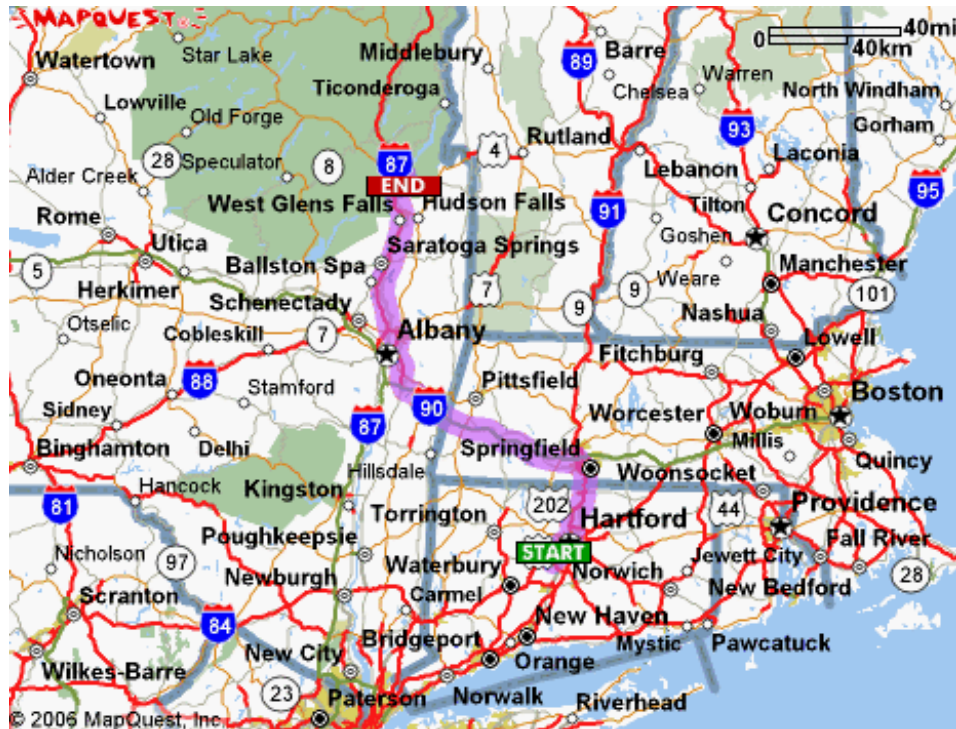 MAPQUEST
40mi
0
40km
Middlebury
Barre
Watertown
Star Lake
89
Warren
Chelsea
North Windham
Ticonderoga
Lowville
Old Forge
93
Gorham
Rutland
4
28
Speculator
8
87
Laconia
Lebanon
Alder Creek
END
95
West Glens Falls
Hudson Falls
91
Tilton
Concord
Rome
Goshen
Utica
Saratoga Springs
5
Ballston Spa
Weare
Manchester
Herkimer
7
9
9
101
Schenectady
Nashua
Otselic
Cobleskill
7
Albany
Lowell
Fitchburg
88
Oneonta
Stamford
Pittsfield
Boston
90
Sidney
Worcester
Woburn
87
Delhi
Springfield
Millis
Binghamton
Hillsdale
Woonsocket
Quincy
Hancock
Kingston
202
44
Providence
81
Torrington
Hartford
Poughkeepsie
Fall River
START
Nicholson
97
Waterbury
Jewett City
Norwich
Newburgh
Carmel
New Bedford
28
Scranton
New Haven
84
Bridgeport
Mystic
Pawcatuck
New City
Orange
Wilkes-Barre
23
Norwalk
Paterson
Riverhead
© 2006 MapQuest, Inc.